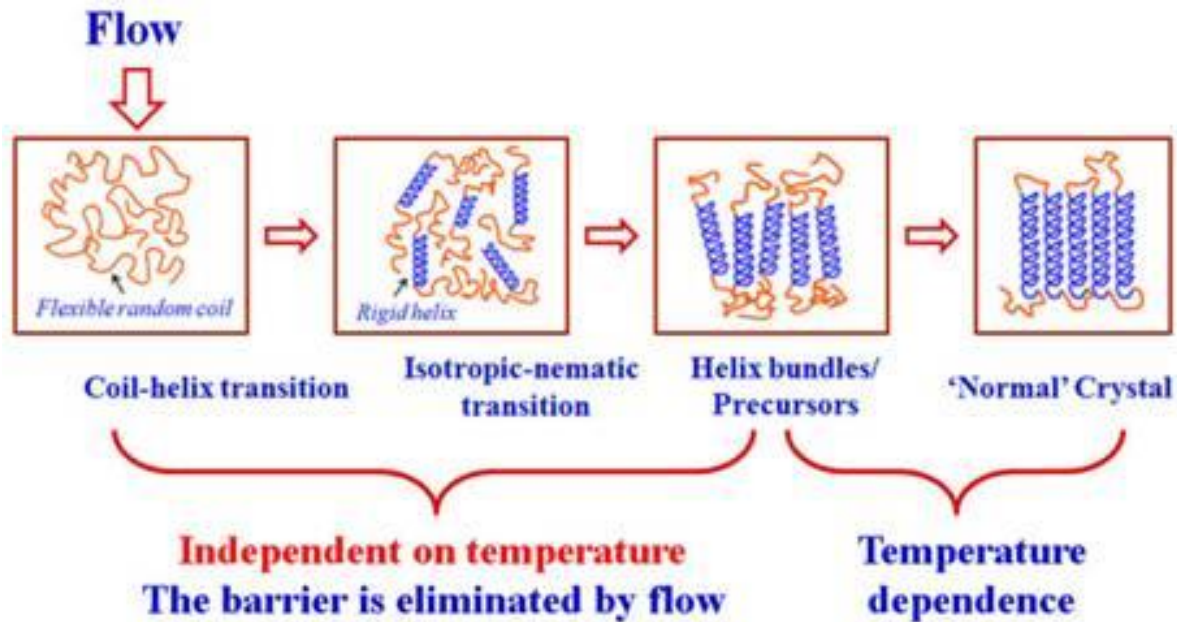 Flow
Flexible random coil
Rigid helix
Coil-helix transition
Isotropic-nematic
transition
Helix bundles/
Precursors
‘Normal’ Crystal
Independent on temperature
The barrier is eliminated by flow
Temperature
dependence